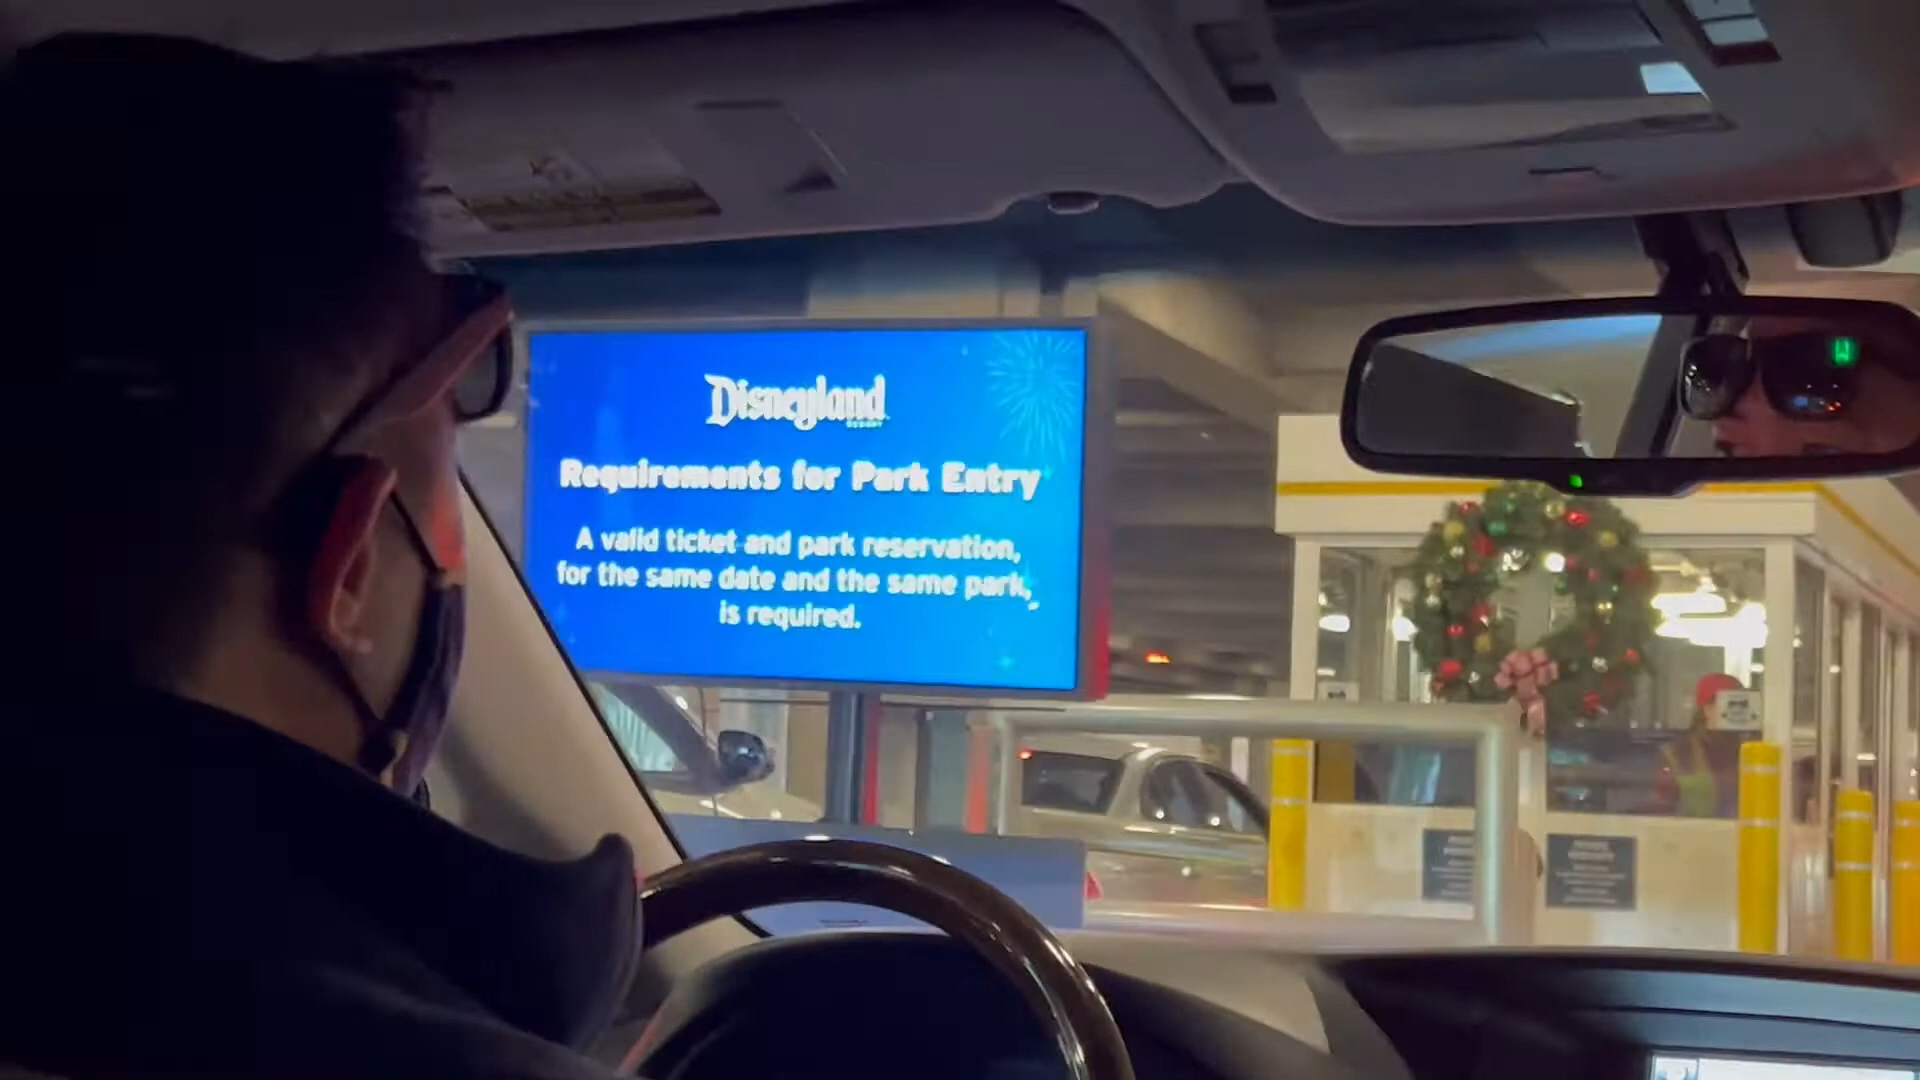 Disneyland
RESORT
Requirements for Park Entry
A valid ticket and park reservation,
for the same date and the same park,
is required.